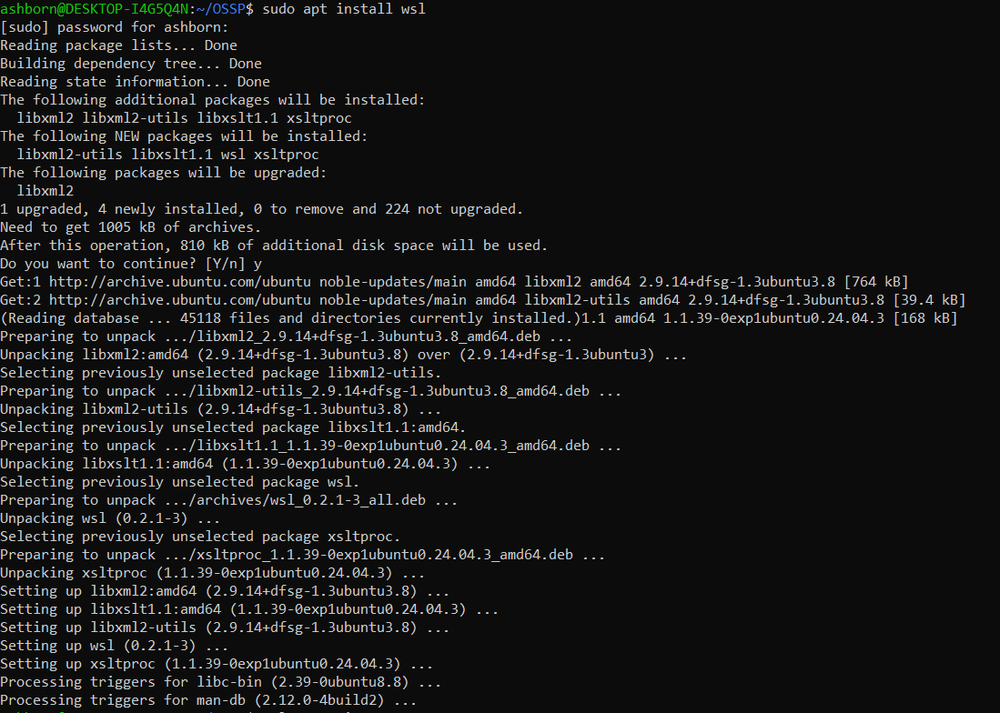 ashborn@DESKTOP-I4G5Q4N:~/OSSP$ sudo apt install wsl
[sudo] password for ashborn:
Reading package lists... Done
Building dependency tree... Done
Reading state information... Done
The following additional packages will be installed:
  libxml2 libxml2-utils libxslt1.1 xsltproc
The following NEW packages will be installed:
  libxml2-utils libxslt1.1 wsl xsltproc
The following packages will be upgraded:
  libxml2
1 upgraded, 4 newly installed, 0 to remove and 224 not upgraded.
Need to get 1005 kB of archives.
After this operation, 810 kB of additional disk space will be used.
Do you want to continue? [Y/n] y
Get:1 http://archive.ubuntu.com/ubuntu noble-updates/main amd64 libxml2 amd64 2.9.14+dfsg-1.3ubuntu3.8 [764 kB]
Get:2 http://archive.ubuntu.com/ubuntu noble-updates/main amd64 libxml2-utils amd64 2.9.14+dfsg-1.3ubuntu3.8 [39.4 kB]
(Reading database ... 45118 files and directories currently installed.)1.1 amd64 1.1.39-0exp1ubuntu0.24.04.3 [168 kB]
Preparing to unpack .../libxml2_2.9.14+dfsg-1.3ubuntu3.8_amd64.deb ...
Unpacking libxml2:amd64 (2.9.14+dfsg-1.3ubuntu3.8) over (2.9.14+dfsg-1.3ubuntu3) ...
Selecting previously unselected package libxml2-utils.
Preparing to unpack .../libxml2-utils_2.9.14+dfsg-1.3ubuntu3.8_amd64.deb ...
Unpacking libxml2-utils (2.9.14+dfsg-1.3ubuntu3.8) ...
Selecting previously unselected package libxslt1.1:amd64.
Preparing to unpack .../libxslt1.1_1.1.39-0exp1ubuntu0.24.04.3_amd64.deb ...
Unpacking libxslt1.1:amd64 (1.1.39-0exp1ubuntu0.24.04.3) ...
Selecting previously unselected package wsl.
Preparing to unpack .../archives/wsl_0.2.1-3_all.deb ...
Unpacking wsl (0.2.1-3) ...
Selecting previously unselected package xsltproc.
Preparing to unpack .../xsltproc_1.1.39-0exp1ubuntu0.24.04.3_amd64.deb ...
Unpacking xsltproc (1.1.39-0exp1ubuntu0.24.04.3) ...
Setting up libxml2:amd64 (2.9.14+dfsg-1.3ubuntu3.8) ...
Setting up libxslt1.1:amd64 (1.1.39-0exp1ubuntu0.24.04.3) ...
Setting up libxml2-utils (2.9.14+dfsg-1.3ubuntu3.8) ...
Setting up wsl (0.2.1-3) ...
Setting up xsltproc (1.1.39-0exp1ubuntu0.24.04.3) ...
Processing triggers for libc-bin (2.39-0ubuntu8.8) ...
Processing triggers for man-db (2.12.0-4build2) ...